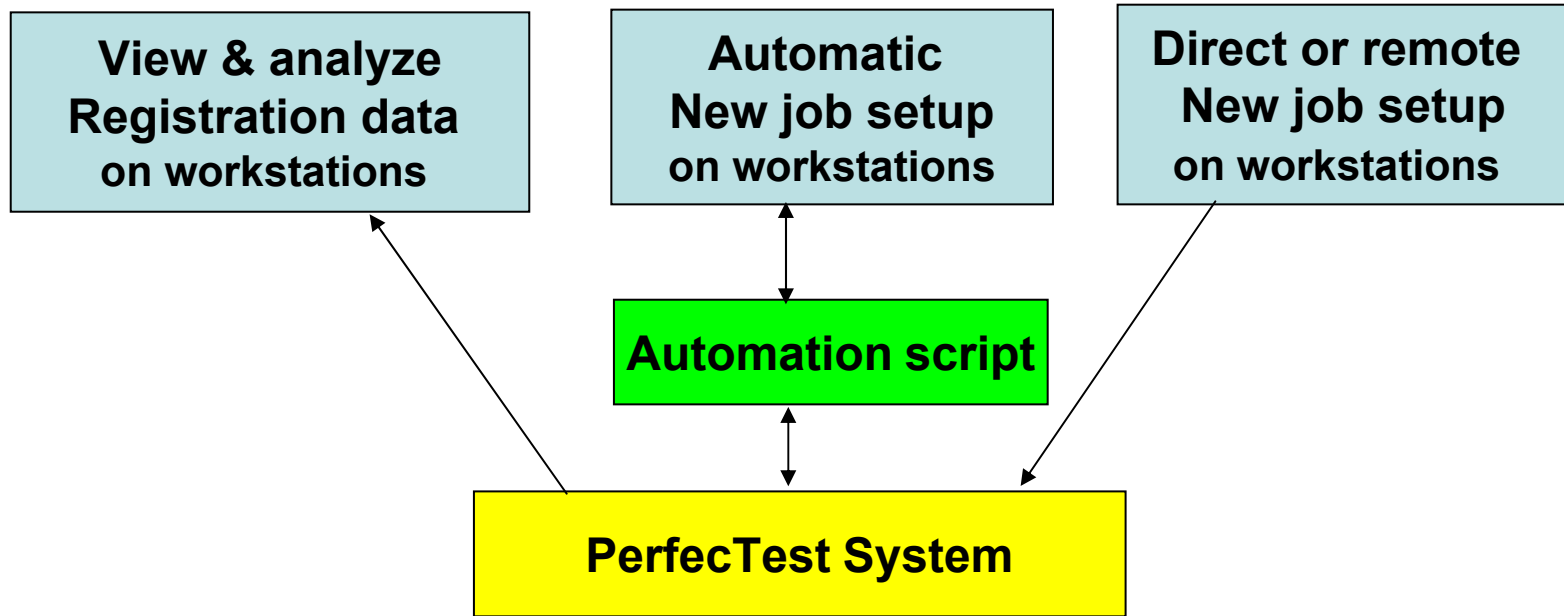 View & analyze
Registration data
on workstations
Automatic
New job setup
on workstations
Direct or remote
New job setup
on workstations
Automation script
PerfecTest System